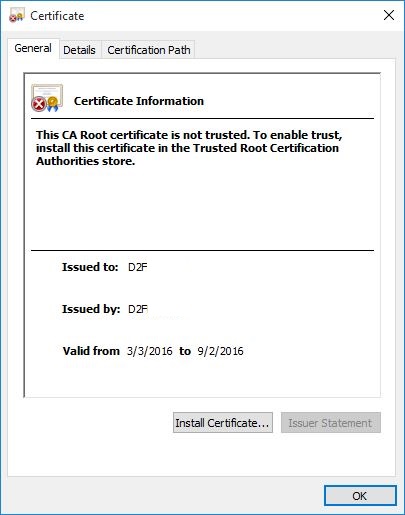 Certificate
General Details Certification Path
Certificate Information
This CA Root certificate is not trusted. To enable trust,
install this certificate in the Trusted Root Certification
Authorities store.
Issued to: D2F
Issued by: D2F
Valid from 3/3/2016 to 9/2/2016
Install Certificate... Issuer Statement
OK